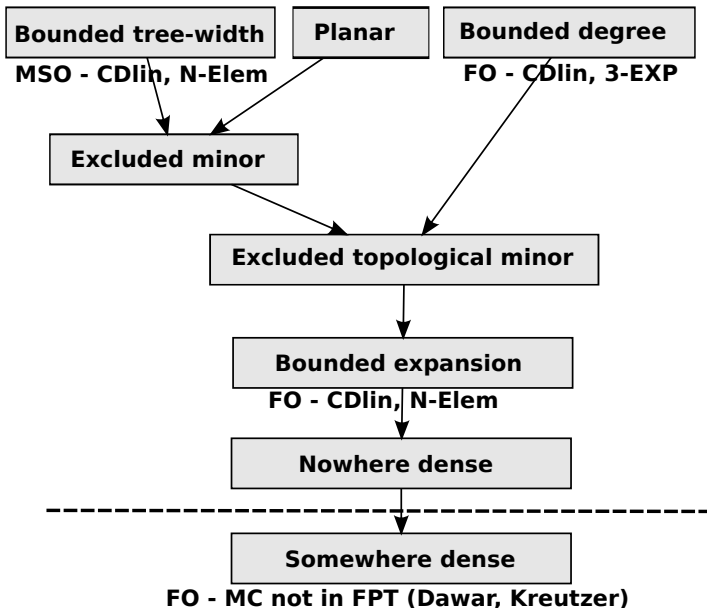 Bounded tree-width
Planar
Bounded degree
MSO - CDlin, N-Elem
FO - CDlin, 3-EXP
Excluded minor
Excluded topological minor
Bounded expansion
FO - CDlin, N-Elem
Nowhere dense
Somewhere dense
FO - MC not in FPT (Dawar, Kreutzer)